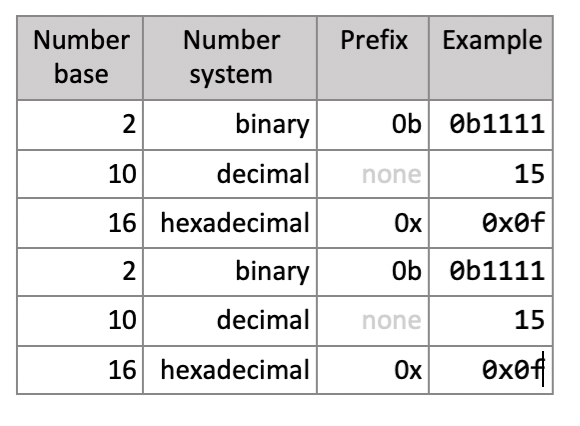 Number base Number system Prefix Example
2 binary 0b 0b1111
10 decimal none 15
16 hexadecimal 0x 0x0f
2 binary 0b 0b1111
10 decimal none 15
16 hexadecimal 0x 0x0f